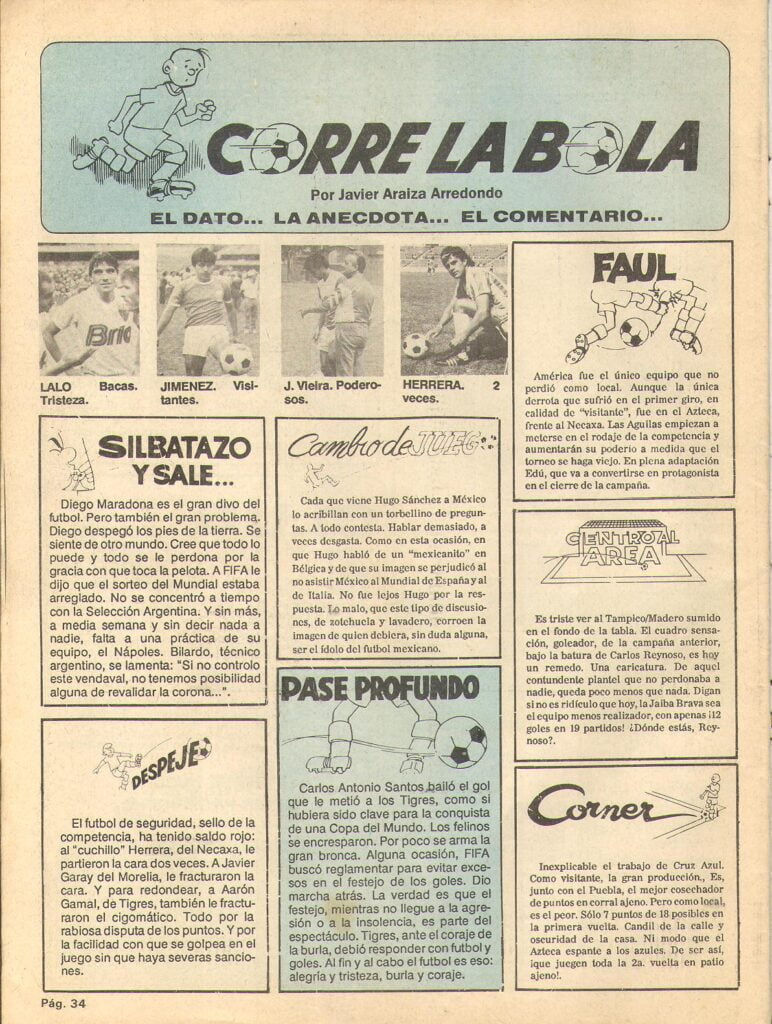 CORRE LA BOLA
Por Javier Araiza Arredondo
EL DATO... LA ANECDOTA... EL COMENTARIO...
Bric
LALO Bacas.
Tristeza.
JIMENEZ. Visi-
tantes.
J. Vieira. Podero-
sos.
HERRERA. 2
veces.
SILBATAZO
Y SALE...
Diego Maradona es el gran divo del
futbol. Pero también el gran problema.
Diego despegó los pies de la tierra. Se
siente de otro mundo. Cree que todo lo
puede y todo se le perdona por la
gracia con que toca la pelota. A FIFA le
dijo que el sorteo del Mundial estaba
arreglado. No se concentró a tiempo
con la Selección Argentina. Y sin más,
a media semana y sin decir nada a
nadie, falta a una práctica de su
equipo, el Nápoles. Bilardo, técnico
argentino, se lamenta: "Si no controlo
este vendaval, no tenemos posibilidad
alguna de revalidar la corona...".
DESPEJE
El futbol de seguridad, sello de la
competencia, ha tenido saldo rojo:
al "cuchillo" Herrera, del Necaxa, le
partieron la cara dos veces. A Javier
Garay del Morelia, le fracturaron la
cara. Y para redondear, a Aarón
Gamal, de Tigres, también le fractu-
raron el cigomático. Todo por la
rabiosa disputa de los puntos. Y por
la facilidad con que se golpea en el
juego sin que haya severas sancio-
nes.
Cambio de JUEGO
Cada que viene Hugo Sánchez a México
lo acribillan con un torbellino de pregun-
tas. A todo contesta. Hablar demasiado, a
veces desgasta. Como en esta ocasión, en
que Hugo habló de un "mexicanito" en
Bélgica y de que su imagen se perjudicó al
no asistir México al Mundial de España y al
de Italia. No fue lejos Hugo por la res-
puesta. Lo malo, que este tipo de discusio-
nes, de zotehuela y lavadero, corroen la
imagen de quien debiera, sin duda alguna,
ser el ídolo del futbol mexicano.
PASE PROFUNDO
Carlos Antonio Santos bailó el gol
que le metió a los Tigres, como si
hubiera sido clave para la conquista
de una Copa del Mundo. Los felinos
se encresparon. Por poco se arma la
gran bronca. Alguna ocasión, FIFA
buscó reglamentar para evitar exce-
sos en el festejo de los goles. Dio
marcha atrás. La verdad es que el
festejo, mientras no llegue a la agre-
sión o a la insolencia, es parte del
espectáculo. Tigres, ante el coraje de
la burla, debió responder con futbol y
goles. Al fin y al cabo el futbol es eso:
alegría y tristeza, burla y coraje.
FAUL
América fue el único equipo que no
perdió como local. Aunque la única
derrota que sufrió en el primer giro, en
calidad de "visitante", fue en el Azteca,
frente al Necaxa. Las Aguilas empiezan a
meterse en el rodaje de la competencia y
aumentarán su poderio a medida que el
torneo se haga viejo. En plena adaptación
Edú, que va a convertirse en protagonista
en el cierre de la campaña.
CENTRO AL
AREA
Es triste ver al Tampico/Madero sumido
en el fondo de la tabla. El cuadro sensa-
ción, goleador, de la campaña anterior,
bajo la batura de Carlos Reynoso, es hoy
un remedo. Una caricatura. De aquel
contundente plantel que no perdonaba a
nadie, queda poco menos que nada. Digan
si no es ridículo que hoy, la Jaiba Brava sea
el equipo menos realizador, con apenas ¡12
goles en 19 partidos! ¿Dónde estás, Rey-
noso?.
Corner
Inexplicable el trabajo de Cruz Azul.
Como visitante, la gran producción., Es,
junto con el Puebla, el mejor cosechador
de puntos en corral ajeno. Pero como local,
es el peor. Sólo 7 puntos de 18 posibles en
la primera vuelta. Candil de la calle y
oscuridad de la casa. Ni modo que el
Azteca espante a los azules. De ser así,
¡que juegen toda la 2a. vuelta en patio
ajeno!.
Pág. 34